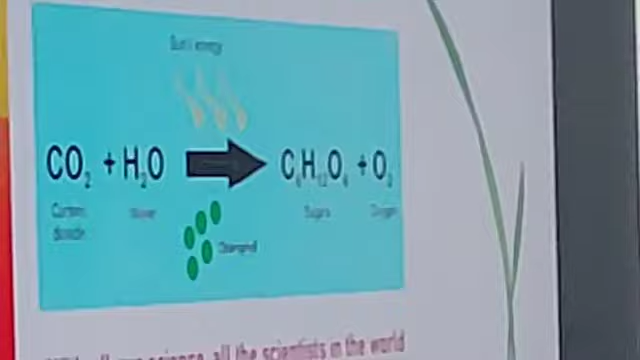 Sun's energy
CO₂ + H₂O → C₆H₁₂O₆ + O₂
Carbon Water Sugars Oxygen
dioxide
Chlorophyll
all the scientists in the world